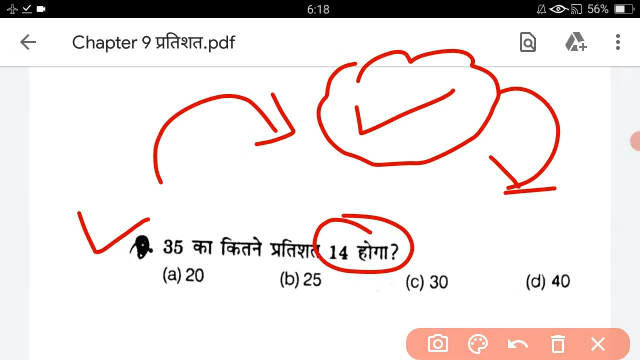 6:18
56%
Chapter 9 प्रतिशत.pdf
35 का कितने प्रतिशत 14 होगा?
(a) 20 (b) 25 (c) 30 (d) 40